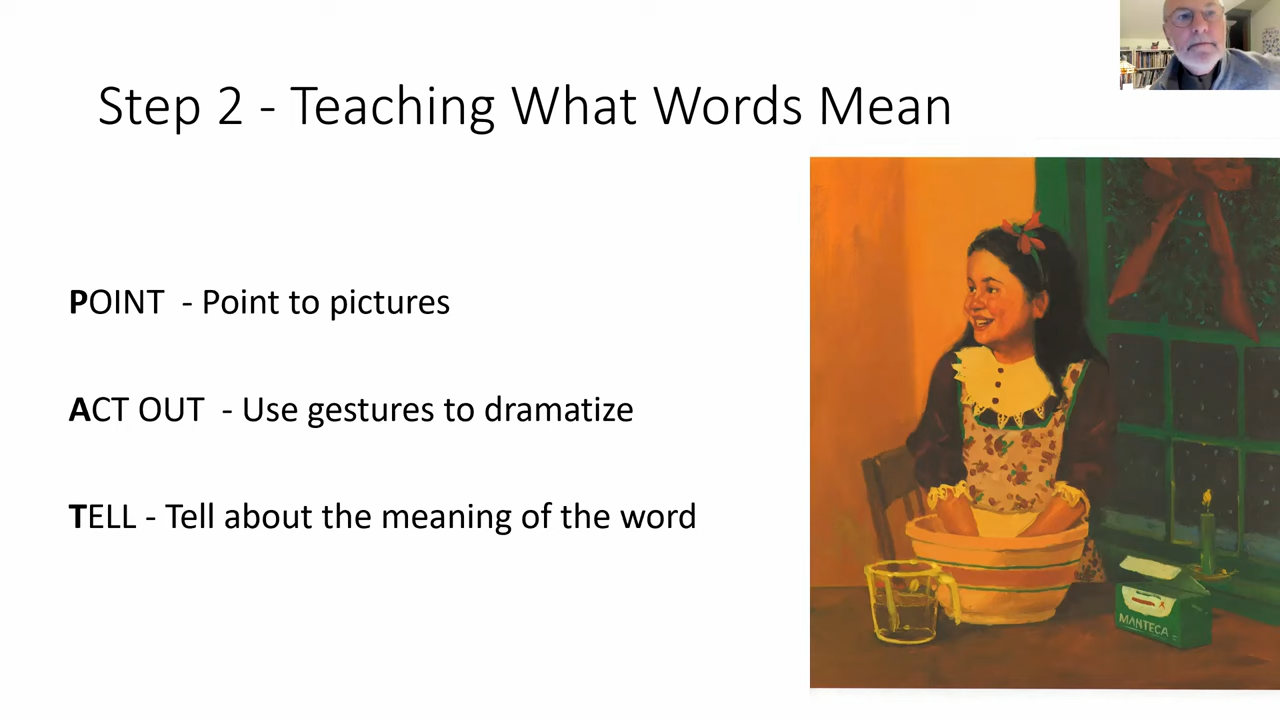 Step 2 - Teaching What Words Mean
POINT - Point to pictures
ACT OUT - Use gestures to dramatize
TELL - Tell about the meaning of the word
MANTECA